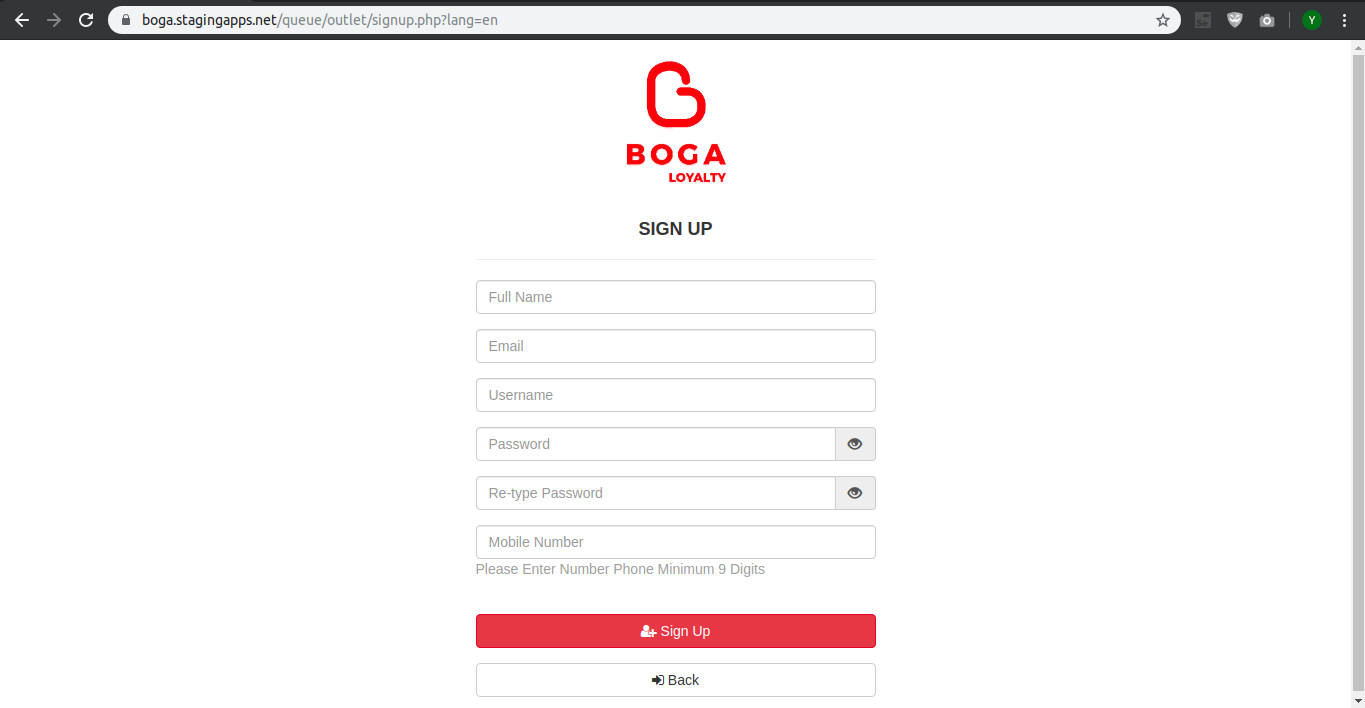 boga.stagingapps.net/queue/outlet/signup.php?lang=en
Y
BOGA
LOYALTY
SIGN UP
Full Name
Email
Username
Password
Re-type Password
Mobile Number
Please Enter Number Phone Minimum 9 Digits
Sign Up
Back